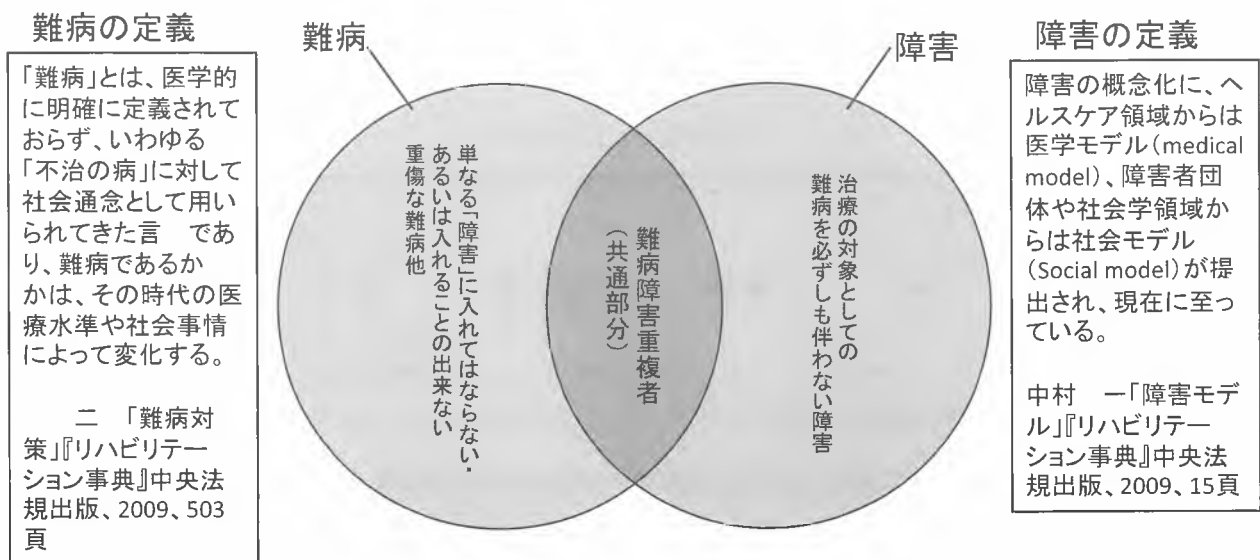 難病の定義
「難病」とは、医学的
に明確に定義されて
おらず、いわゆる
「不治の病」に対して
社会通念として用い
られてきた言　であ
り、難病であるか
かは、その時代の医
療水準や社会事情
によって変化する。
二　「難病対
策」『リハビリテー
ション事典』中央法
規出版、2009、503
頁
難病
障害
単なる「障害」に入れてはならない・
あるいは入れることの出来ない
重傷な難病他
難病障害重複者
（共通部分）
治療の対象としての
難病を必ずしも伴わない障害
障害の定義
障害の概念化に、ヘ
ルスケア領域からは
医学モデル（medical
model）、障害者団
体や社会学領域か
らは社会モデル
（Social model）が提
出され、現在に至っ
ている。
中村　一「障害モデ
ル」『リハビリテー
ション事典』中央法
規出版、2009、15頁